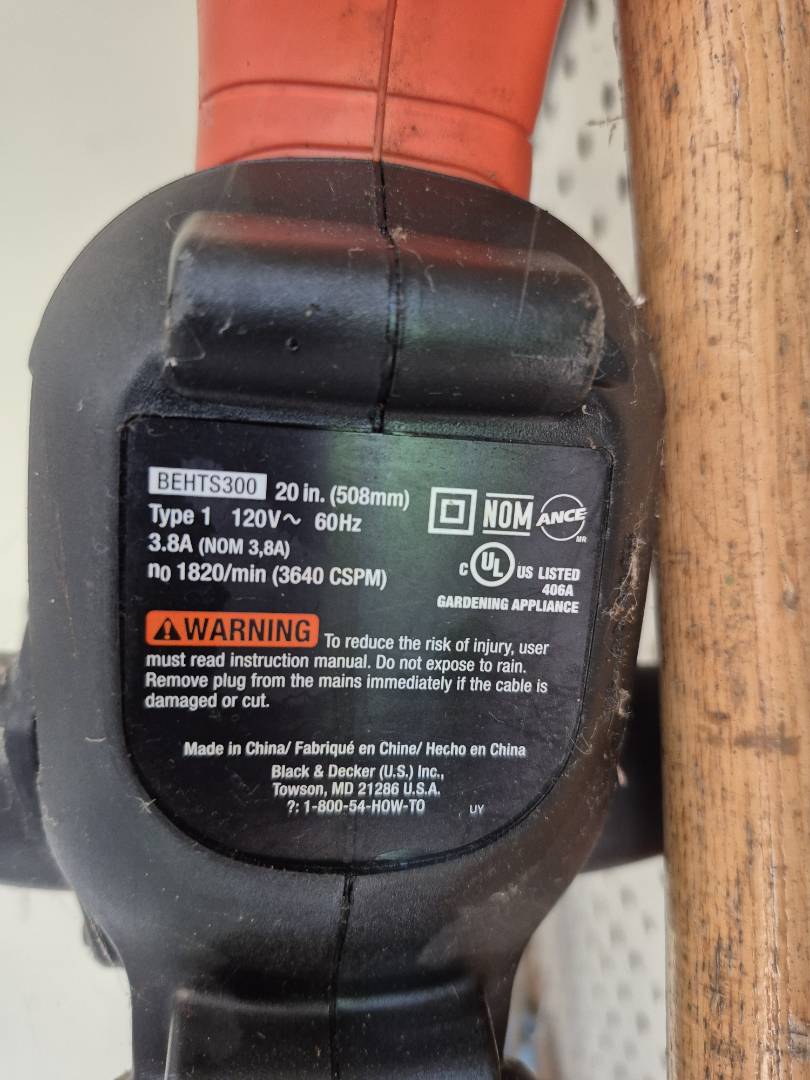 BEHTS300 20 in. (508mm)
Type 1 120V~ 60Hz
3.8A (NOM 3,8A)
n0 1820/min (3640 CSPM)
NOM ANCE MR
C UL US LISTED
406A
GARDENING APPLIANCE
WARNING To reduce the risk of injury, user
must read instruction manual. Do not expose to rain.
Remove plug from the mains immediately if the cable is
damaged or cut.
Made in China/ Fabriqué en Chine/ Hecho en China
Black & Decker (U.S.) Inc.,
Towson, MD 21286 U.S.A.
?: 1-800-54-HOW-TO UY